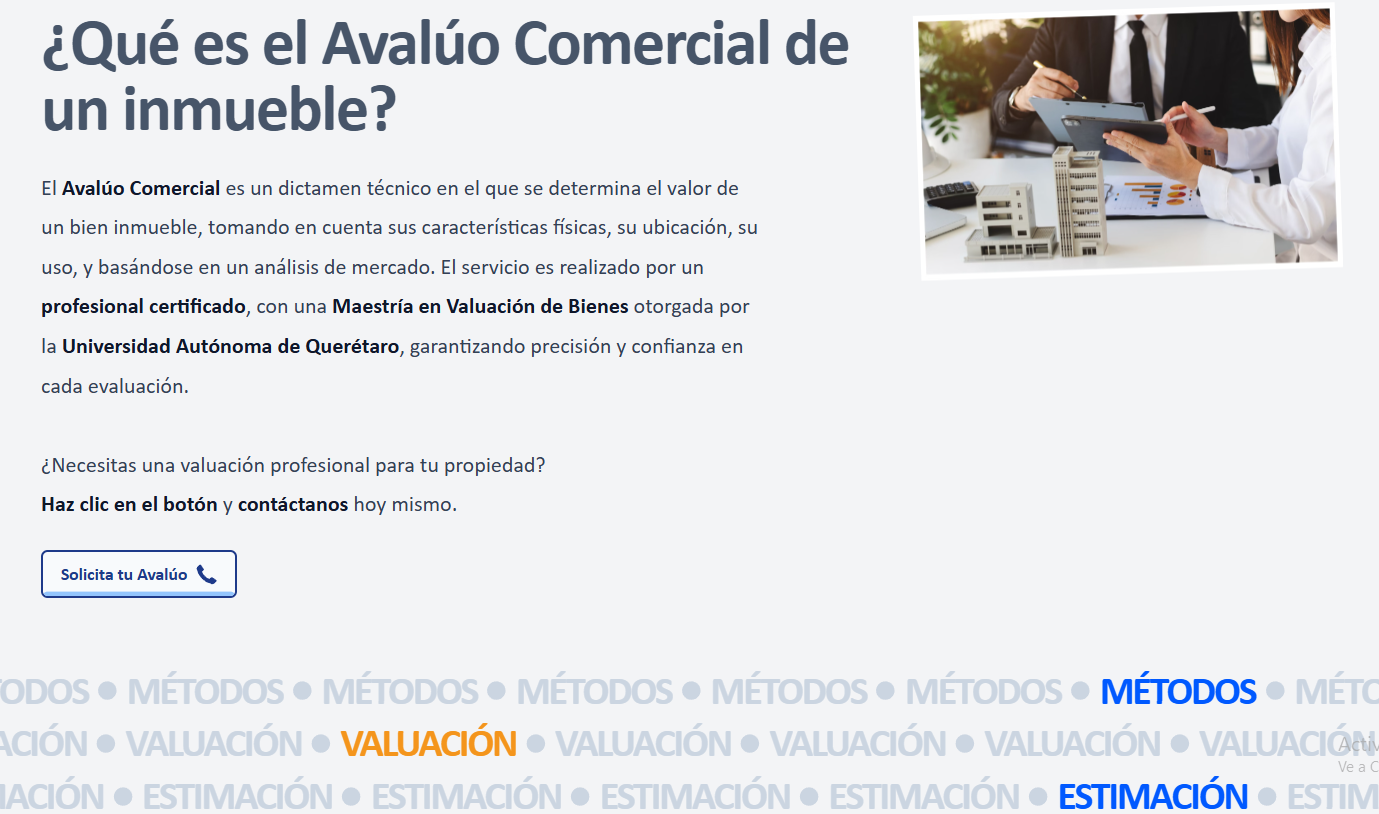 ¿Qué es el Avalúo Comercial de
un inmueble?
El Avalúo Comercial es un dictamen técnico en el que se determina el valor de
un bien inmueble, tomando en cuenta sus características físicas, su ubicación, su
uso, y basándose en un análisis de mercado. El servicio es realizado por un
profesional certificado, con una Maestría en Valuación de Bienes otorgada por
la Universidad Autónoma de Querétaro, garantizando precisión y confianza en
cada evaluación.
¿Necesitas una valuación profesional para tu propiedad?
Haz clic en el botón y contáctanos hoy mismo.
Solicita tu Avalúo
TODOS ● MÉTODOS ● MÉTODOS ● MÉTODOS ● MÉTODOS ● MÉTODOS ● MÉTODOS ● MÉTO
ACIÓN ● VALUACIÓN ● VALUACIÓN ● VALUACIÓN ● VALUACIÓN ● VALUACIÓN ● VALUACIÓN
Activ
Ve a C
MACIÓN ● ESTIMACIÓN ● ESTIMACIÓN ● ESTIMACIÓN ● ESTIMACIÓN ● ESTIMACIÓN ● ESTIM